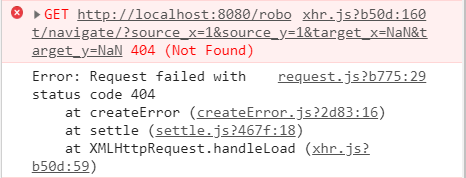 GET http://localhost:8080/robo xhr.js?b50d:160
t/navigate/?source_x=1&source_y=1&target_x=NaN&t
arget_y=NaN 404 (Not Found)
Error: Request failed with request.js?b775:29
status code 404
at createError (createError.js?2d83:16)
at settle (settle.js?467f:18)
at XMLHttpRequest.handleLoad (xhr.js?
b50d:59)